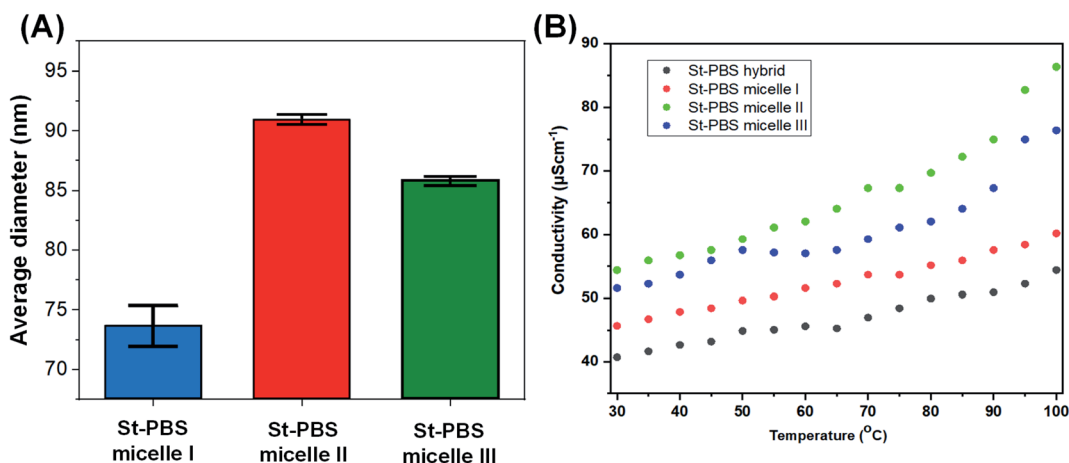 (A)
Average diameter (nm)
95
90
85
80
75
70
St-PBS
micelle I
St-PBS
micelle II
St-PBS
micelle III
(B)
Conductivity (µScm⁻¹)
90
80
70
60
50
40
St-PBS hybrid
St-PBS micelle I
St-PBS micelle II
St-PBS micelle III
30 40 50 60 70 80 90 100
Temperature (ᴼC)